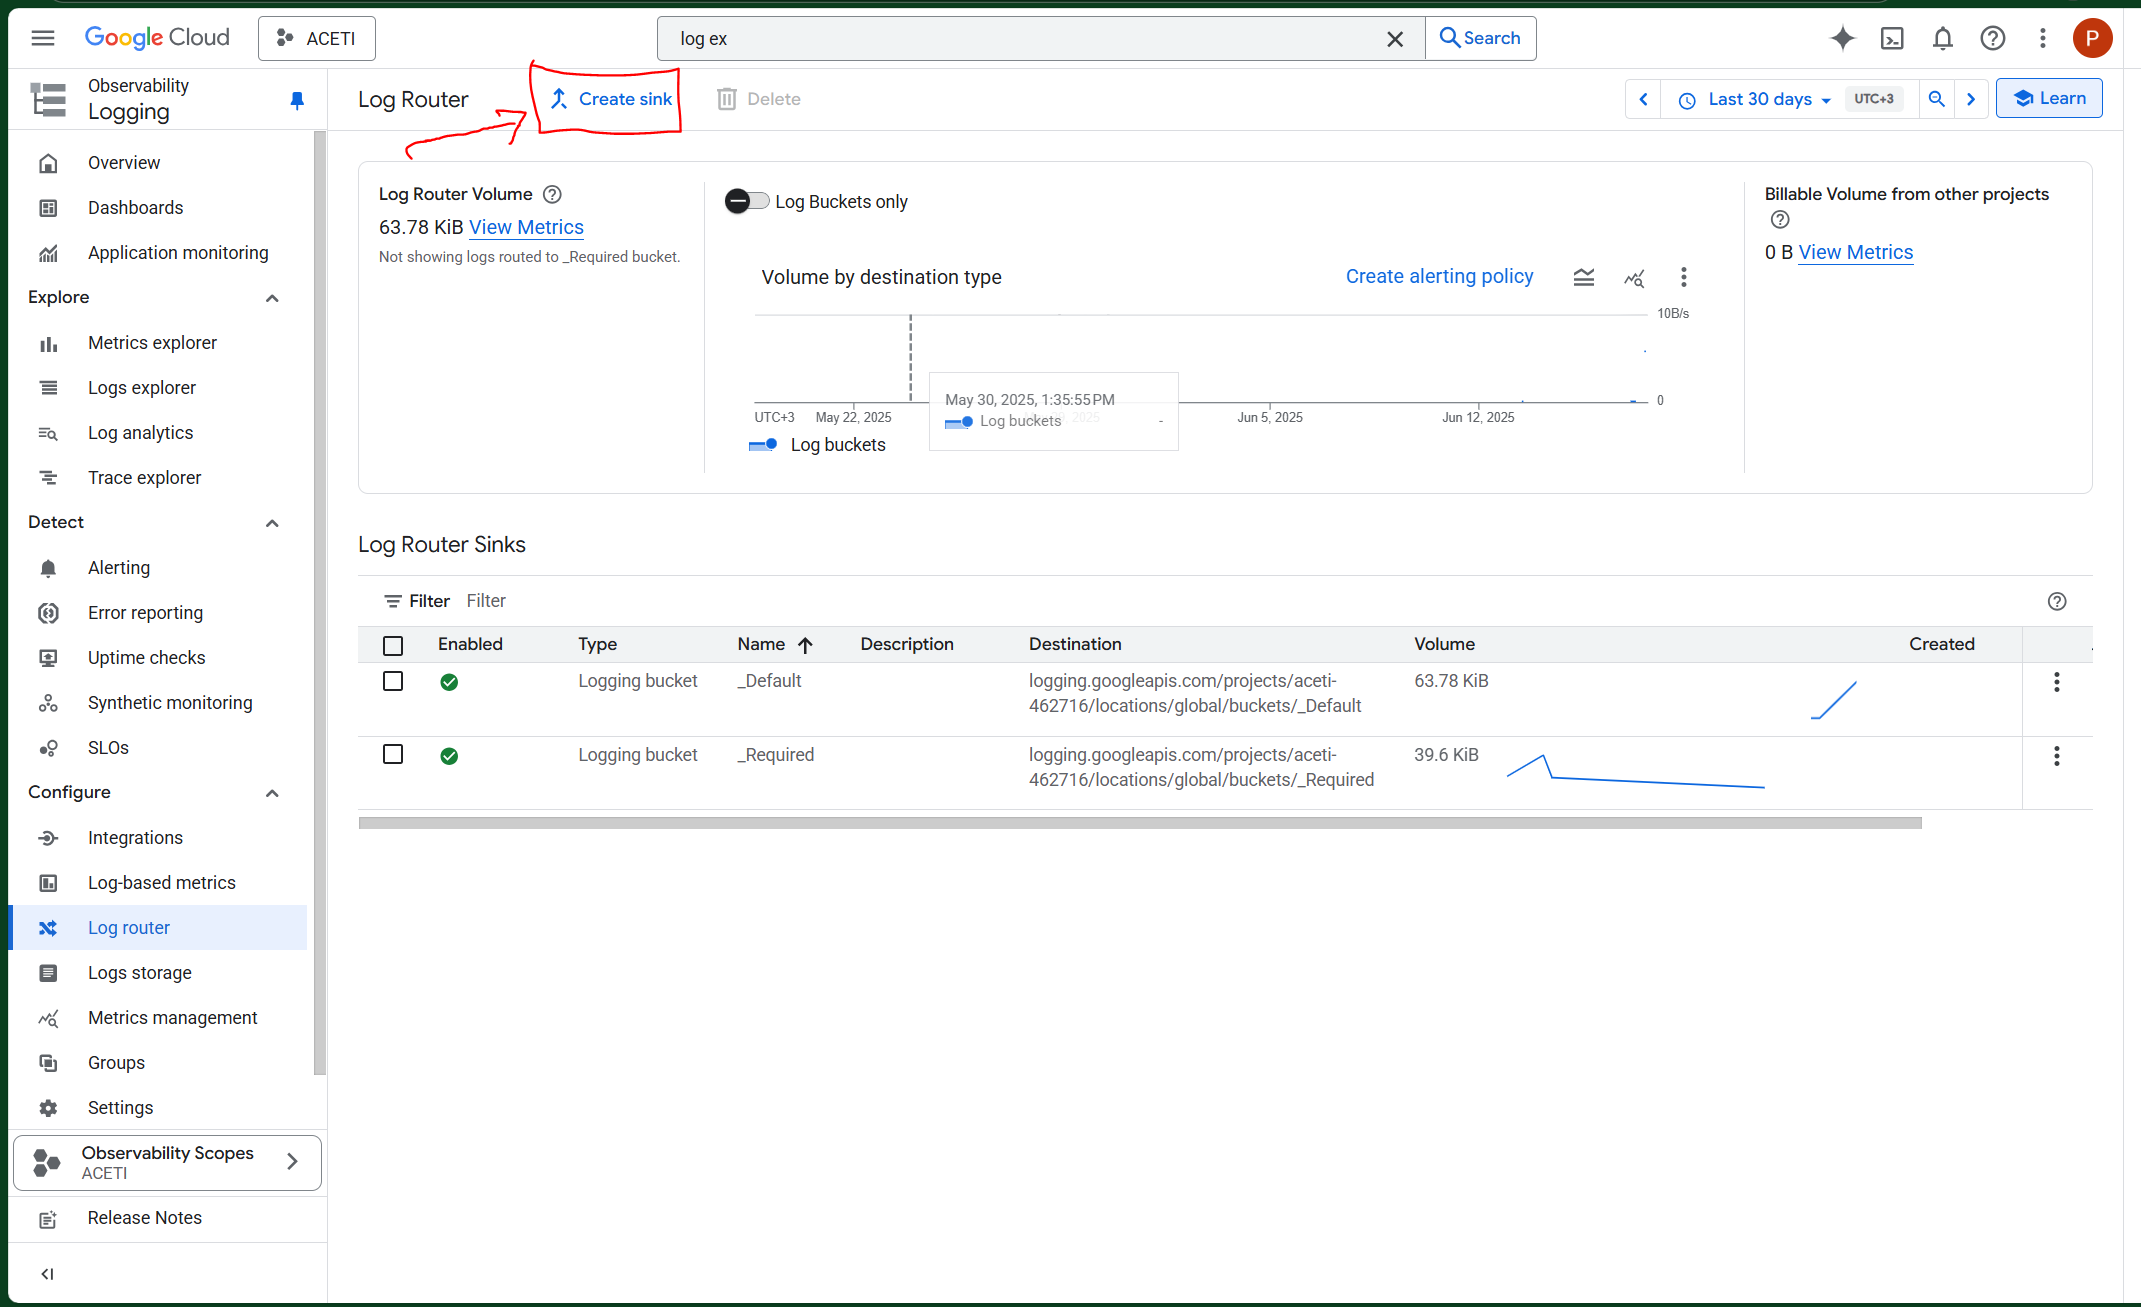 Google Cloud
ACETI
log ex
Search
P
Observability
Logging
Log Router
Create sink
Delete
Last 30 days
UTC+3
Learn
Overview
Dashboards
Application monitoring
Explore
Metrics explorer
Logs explorer
Log analytics
Trace explorer
Detect
Alerting
Error reporting
Uptime checks
Synthetic monitoring
SLOs
Configure
Integrations
Log-based metrics
Log router
Logs storage
Metrics management
Groups
Settings
Observability Scopes
ACETI
Release Notes
Log Router Volume
63.78 KiB View Metrics
Not showing logs routed to _Required bucket.
Log Buckets only
Volume by destination type
Create alerting policy
10B/s
0
UTC+3
May 22, 2025
Jun 5, 2025
Jun 12, 2025
May 30, 2025, 1:35:55 PM
Log buckets -
Log buckets
Billable Volume from other projects
0 B View Metrics
Log Router Sinks
Filter Filter
Enabled Type Name Description Destination Volume Created
Logging bucket _Default logging.googleapis.com/projects/aceti-
462716/locations/global/buckets/_Default
63.78 KiB
Logging bucket _Required logging.googleapis.com/projects/aceti-
462716/locations/global/buckets/_Required
39.6 KiB